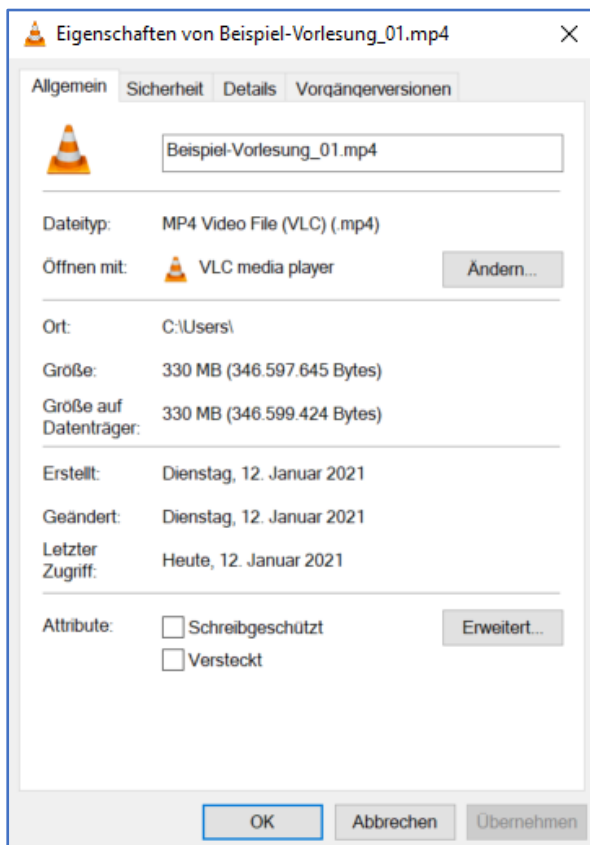 Eigenschaften von Beispiel-Vorlesung_01.mp4
Allgemein Sicherheit Details Vorgängerversionen
Beispiel-Vorlesung_01.mp4
Dateityp: MP4 Video File (VLC) (.mp4)
Öffnen mit: VLC media player Ändern...
Ort: C:\Users\
Größe: 330 MB (346.597.645 Bytes)
Größe auf
Datenträger: 330 MB (346.599.424 Bytes)
Erstellt: Dienstag, 12. Januar 2021
Geändert: Dienstag, 12. Januar 2021
Letzter
Zugriff: Heute, 12. Januar 2021
Attribute: Schreibgeschützt Erweitert...
Versteckt
OK Abbrechen Übernehmen